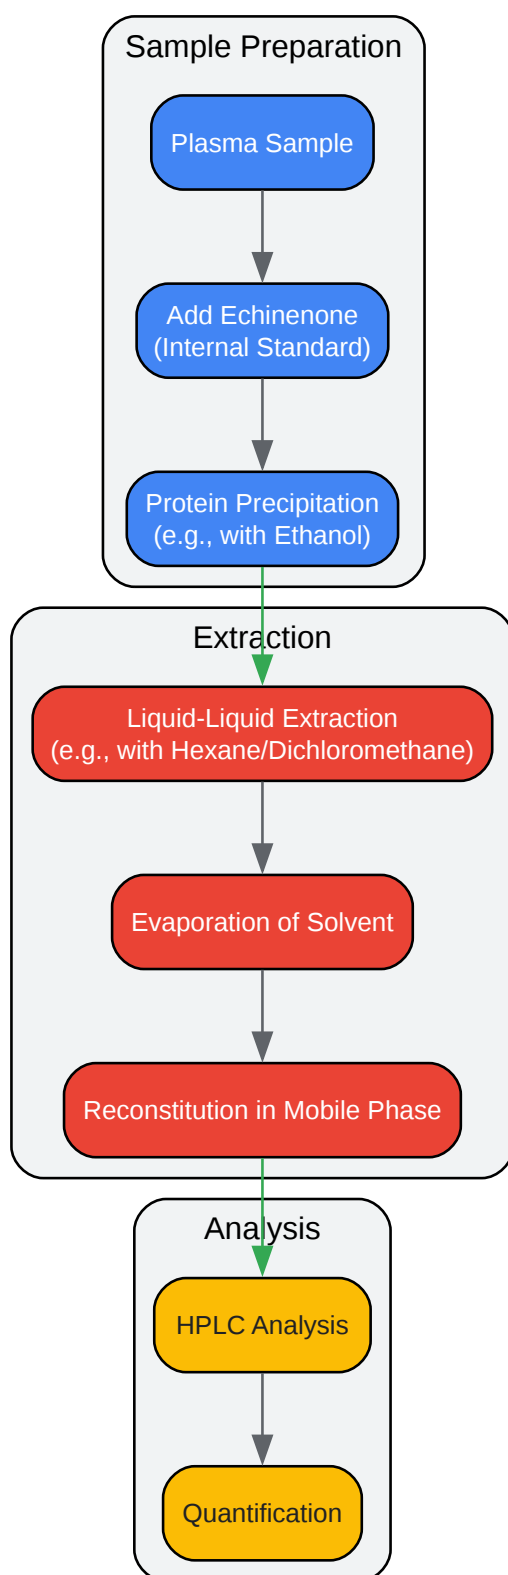 Sample Preparation
Plasma Sample
Add Echinenone
(Internal Standard)
Protein Precipitation
(e.g., with Ethanol)
Extraction
Liquid-Liquid Extraction
(e.g., with Hexane/Dichloromethane)
Evaporation of Solvent
Reconstitution in Mobile Phase
Analysis
HPLC Analysis
Quantification